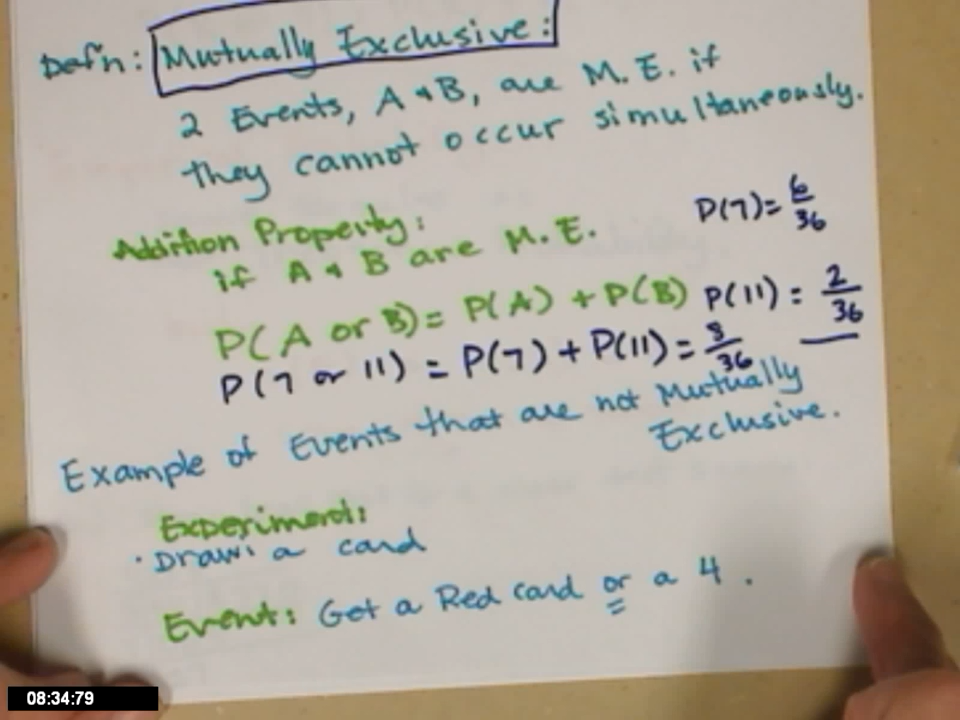 Defn: Mutually Exclusive:
2 Events, A & B, are M.E. if
they cannot occur simultaneously.
Addition Property:
if A & B are M.E.
P(7) = 6/36
P(A or B) = P(A) + P(B)
P(11) = 2/36
P(7 or 11) = P(7) + P(11) = 8/36
Example of Events that are not Mutually
Exclusive.
Experiment:
· Draw a card
Event: Get a Red card or a 4.
08:34:79